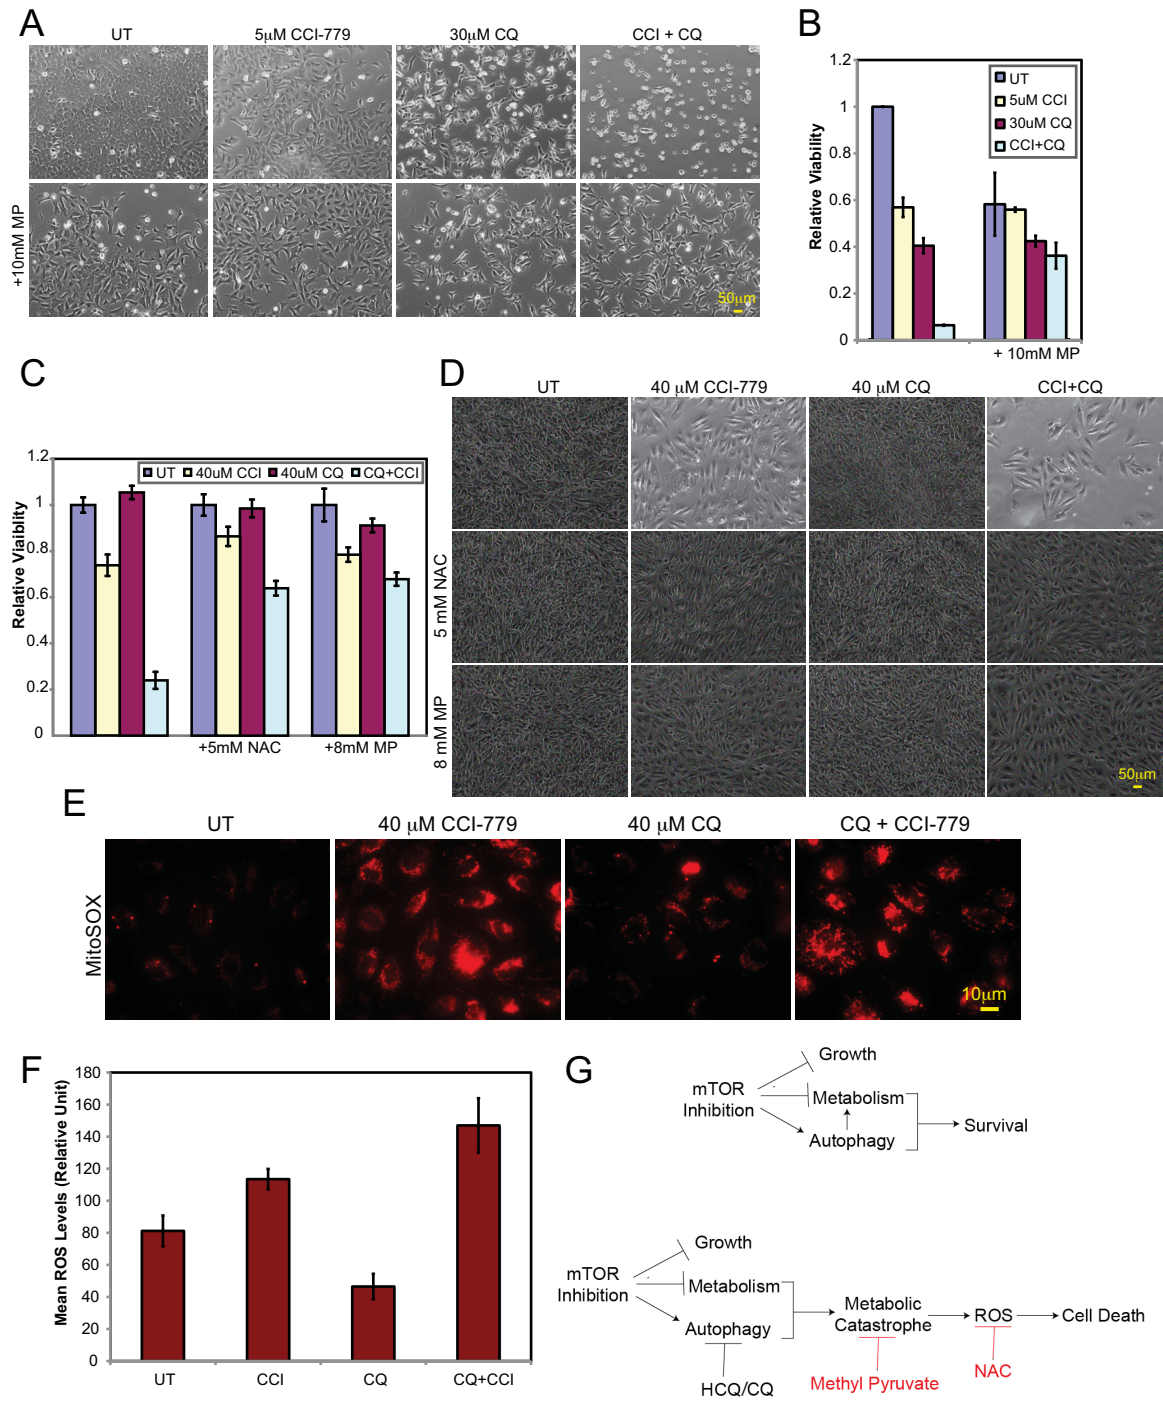 A
UT
5μM CCI-779
30μM CQ
CCI + CQ
+10mM MP
50μm
B
Relative Viability
1.2
1
0.8
0.6
0.4
0.2
0
UT
5uM CCI
30uM CQ
CCI+CQ
+ 10mM MP
C
Relative Viaiblity
1.2
1
0.8
0.6
0.4
0.2
0
UT
40uM CCI
40uM CQ
CQ+CCI
+5mM NAC
+8mM MP
D
UT
40 μM CCI-779
40 μM CQ
CCI+CQ
5 mM NAC
8 mM MP
50μm
E
UT
40 μM CCI-779
40 μM CQ
CQ + CCI-779
MitoSOX
10μm
F
Mean ROS Levels (Relative Unit)
180
160
140
120
100
80
60
40
20
0
UT
CCI
CQ
CQ+CCI
G
Growth
mTOR
Inhibition
Metabolism
Autophagy
Survival
Growth
mTOR
Inhibition
Metabolism
Autophagy
HCQ/CQ
Metabolic
Catastrophe
Methyl Pyruvate
ROS
NAC
Cell Death